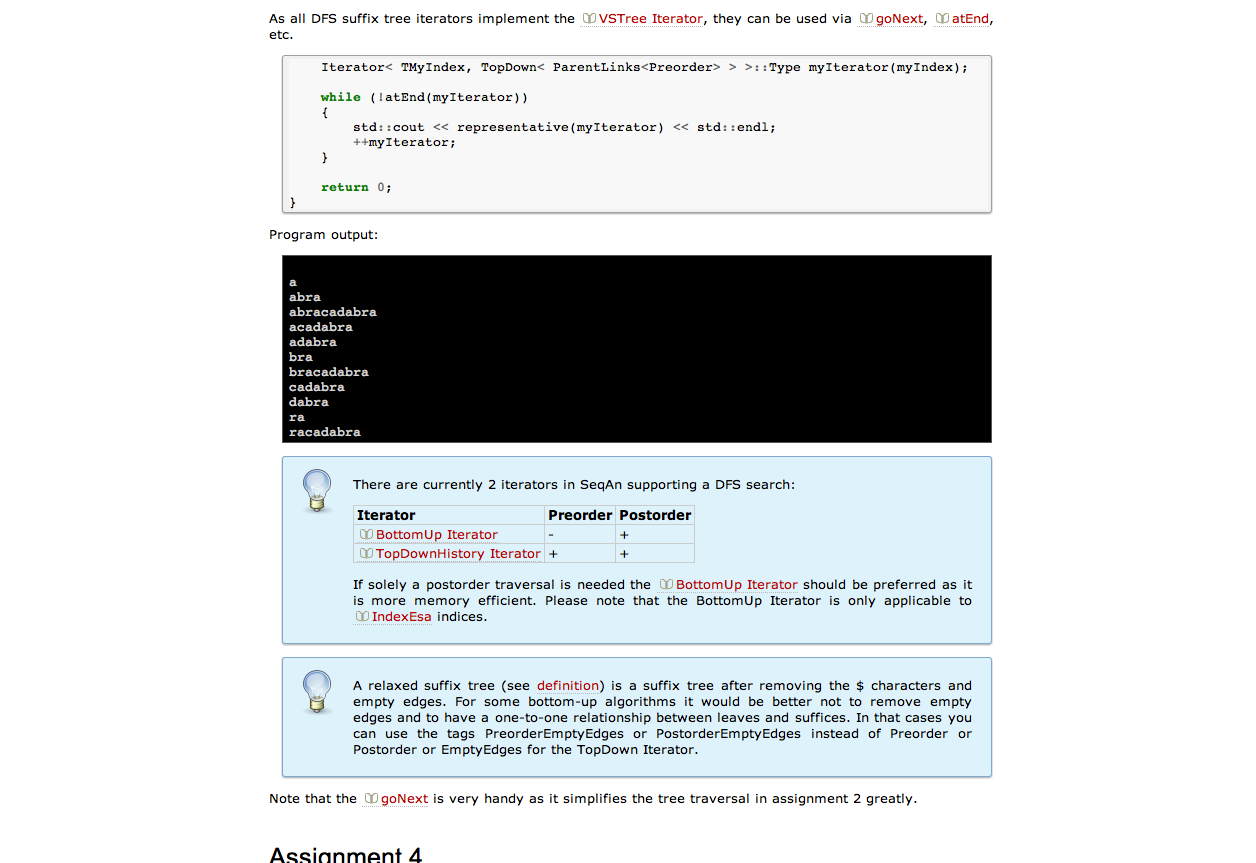 As all DFS suffix tree iterators implement the VSTree Iterator, they can be used via goNext, atEnd,
etc.
Iterator< TMyIndex, TopDown< ParentLinks<Preorder> > >::Type myIterator(myIndex);
while (!atEnd(myIterator))
{
std::cout << representative(myIterator) << std::endl;
++myIterator;
}
return 0;
}
Program output:
a
abra
abracadabra
acadabra
adabra
bra
bracadabra
cadabra
dabra
ra
racadabra
There are currently 2 iterators in SeqAn supporting a DFS search:
Iterator Preorder Postorder
BottomUp Iterator - +
TopDownHistory Iterator + +
If solely a postorder traversal is needed the BottomUp Iterator should be preferred as it
is more memory efficient. Please note that the BottomUp Iterator is only applicable to
IndexEsa indices.
A relaxed suffix tree (see definition) is a suffix tree after removing the $ characters and
empty edges. For some bottom-up algorithms it would be better not to remove empty
edges and to have a one-to-one relationship between leaves and suffices. In that cases you
can use the tags PreorderEmptyEdges or PostorderEmptyEdges instead of Preorder or
Postorder or EmptyEdges for the TopDown Iterator.
Note that the goNext is very handy as it simplifies the tree traversal in assignment 2 greatly.
Assignment 4